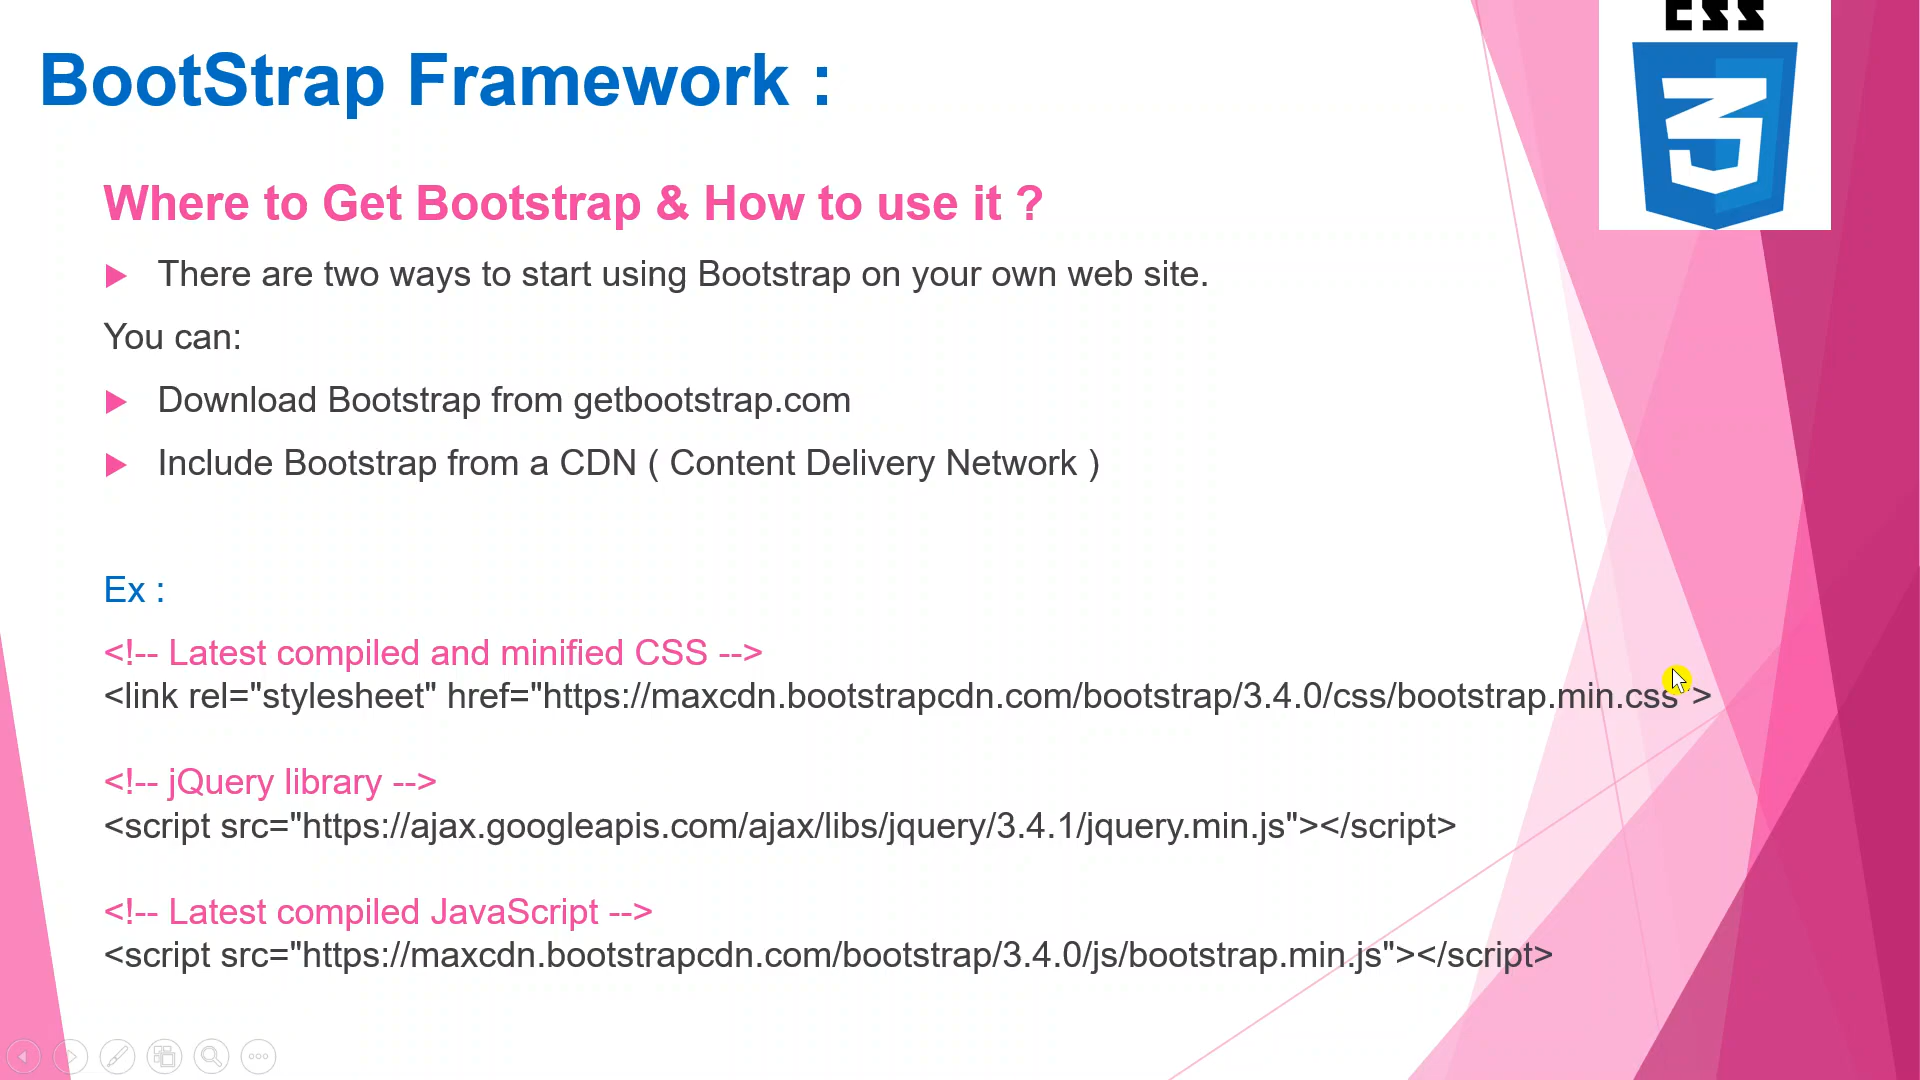 CSS
3
BootStrap Framework :
Where to Get Bootstrap & How to use it ?
There are two ways to start using Bootstrap on your own web site.
You can:
Download Bootstrap from getbootstrap.com
Include Bootstrap from a CDN ( Content Delivery Network )
Ex :
<!-- Latest compiled and minified CSS -->
<link rel="stylesheet" href="https://maxcdn.bootstrapcdn.com/bootstrap/3.4.0/css/bootstrap.min.css">
<!-- jQuery library -->
<script src="https://ajax.googleapis.com/ajax/libs/jquery/3.4.1/jquery.min.js"></script>
<!-- Latest compiled JavaScript -->
<script src="https://maxcdn.bootstrapcdn.com/bootstrap/3.4.0/js/bootstrap.min.js"></script>